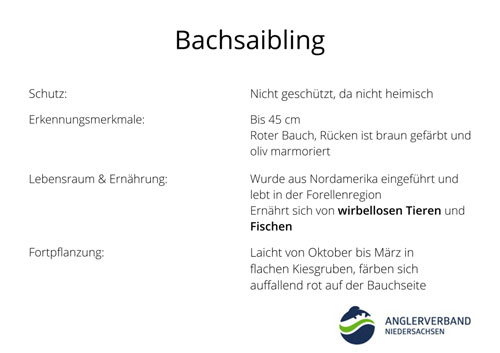 Bachsaibling
Schutz:
Nicht geschützt, da nicht heimisch
Erkennungsmerkmale:
Bis 45 cm
Roter Bauch, Rücken ist braun gefärbt und
oliv marmoriert
Lebensraum & Ernährung:
Wurde aus Nordamerika eingeführt und
lebt in der Forellenregion
Ernährt sich von wirbellosen Tieren und
Fischen
Fortpflanzung:
Laicht von Oktober bis März in
flachen Kiesgruben, färben sich
auffallend rot auf der Bauchseite
ANGLERVERBAND
NIEDERSACHSEN